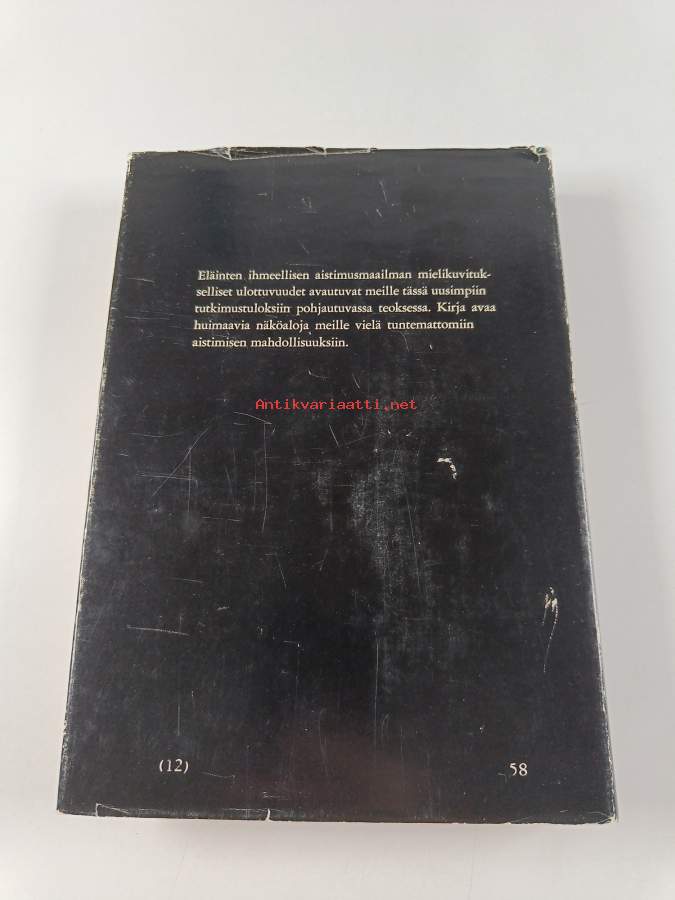 Eläinten ihmeellisen aistimusmaailman mielikuvituk-
selliset ulottuvuudet avautuvat meille tässä uusimpiin
tutkimustuloksiin pohjautuvassa teoksessa. Kirja avaa
huimaavia näköaloja meille vielä tuntemattomiin
aistimisen mahdollisuuksiin.
Antikvariaatti.net
(12) 58